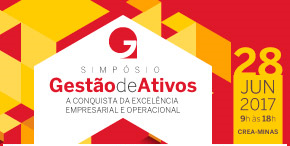 SIMPÓSIO
GestãodeAtivos
A CONQUISTA DA EXCELÊNCIA
EMPRESARIAL E OPERACIONAL
28
JUN
2017
9h às 18h
CREA-MINAS